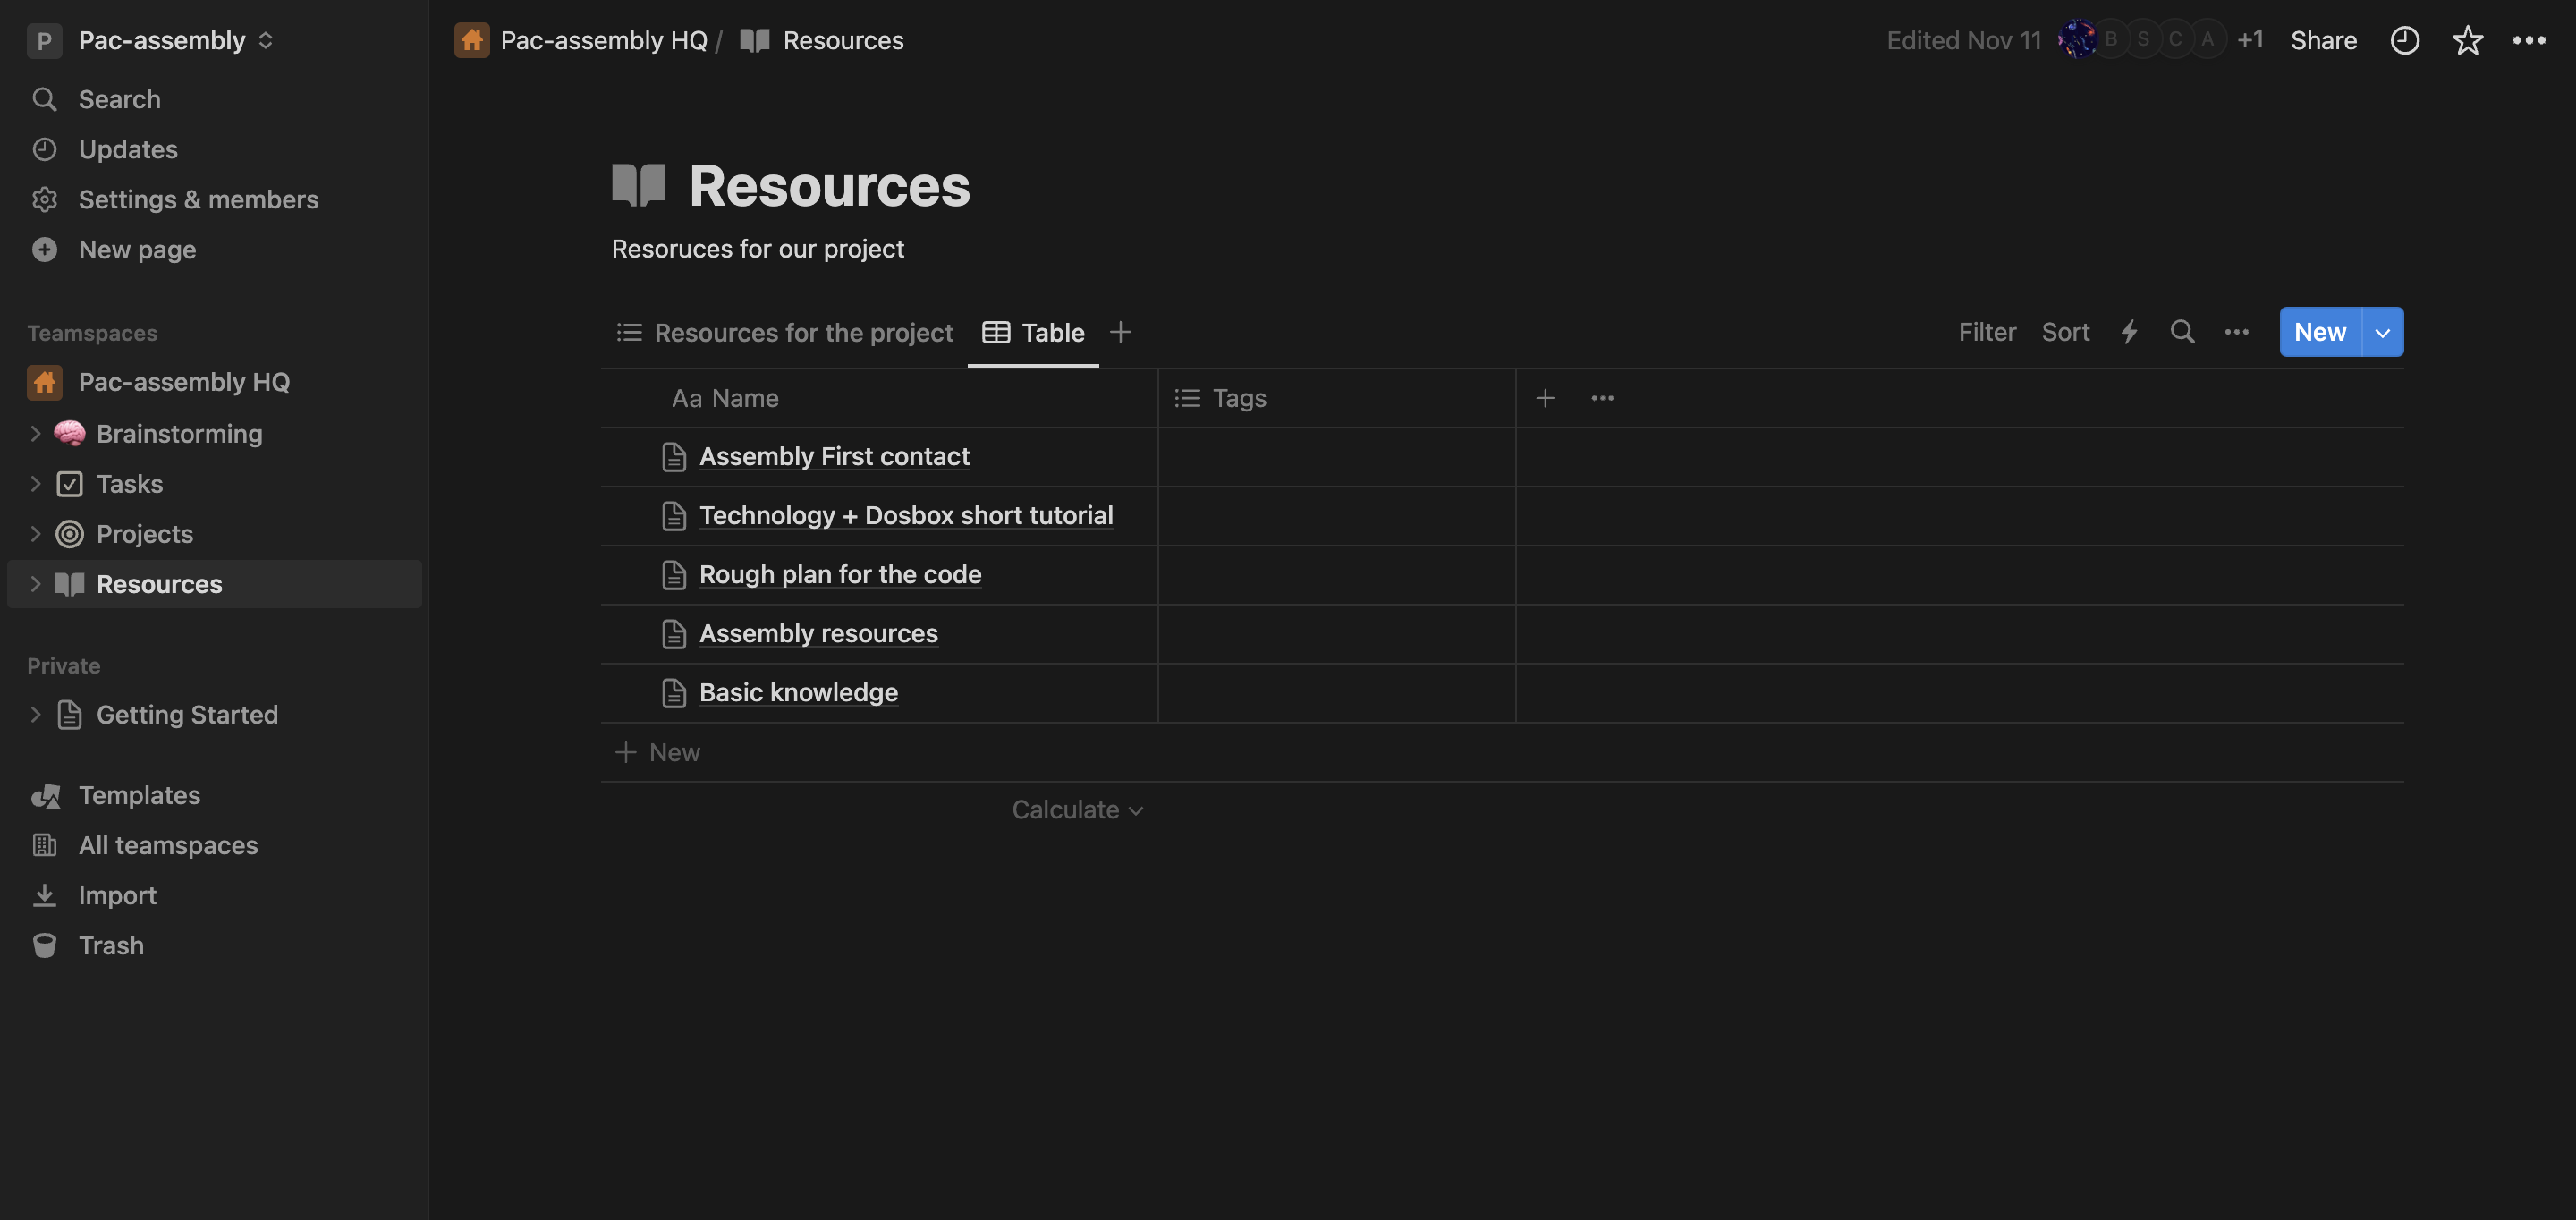 P Pac-assembly
Search
Updates
Settings & members
New page
Teamspaces
Pac-assembly HQ
Brainstorming
Tasks
Projects
Resources
Private
Getting Started
Templates
All teamspaces
Import
Trash
Pac-assembly HQ / Resources
Edited Nov 11 B S C A +1 Share
Resources
Resoruces for our project
Resources for the project Table
Filter Sort New
Aa Name Tags
Assembly First contact
Technology + Dosbox short tutorial
Rough plan for the code
Assembly resources
Basic knowledge
New
Calculate